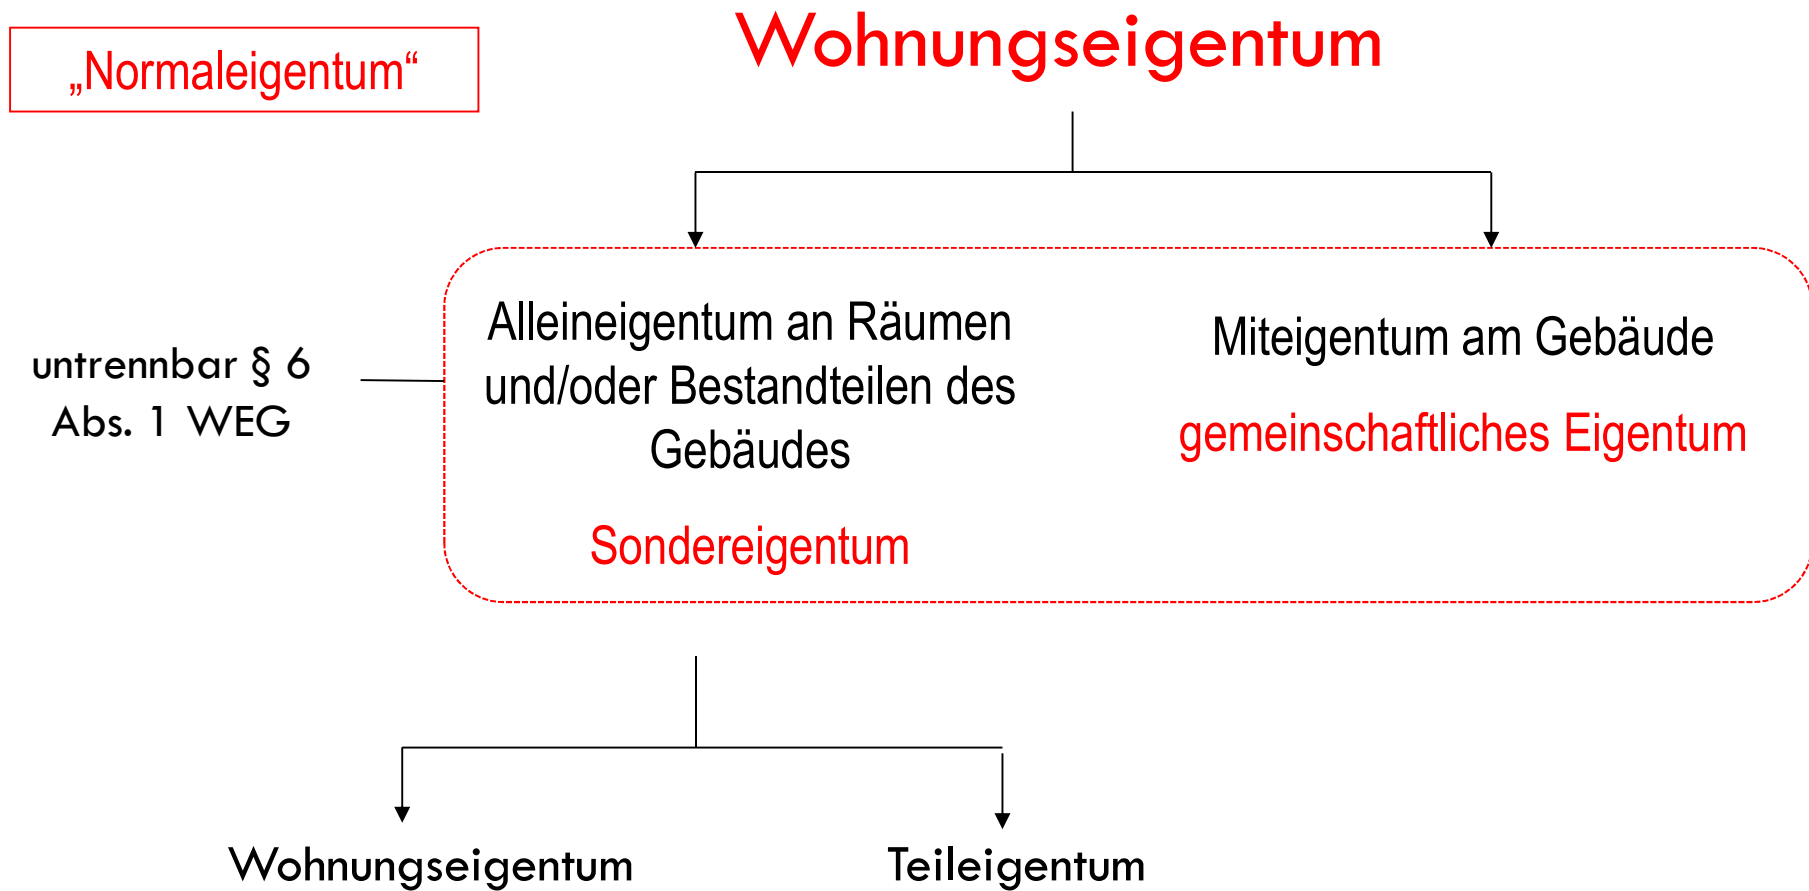 Wohnungseigentum
„Normaleigentum“
Alleineigentum an Räumen
und/oder Bestandteilen des
Gebäudes
Sondereigentum
Miteigentum am Gebäude
gemeinschaftliches Eigentum
untrennbar § 6
Abs. 1 WEG
Wohnungseigentum
Teileigentum